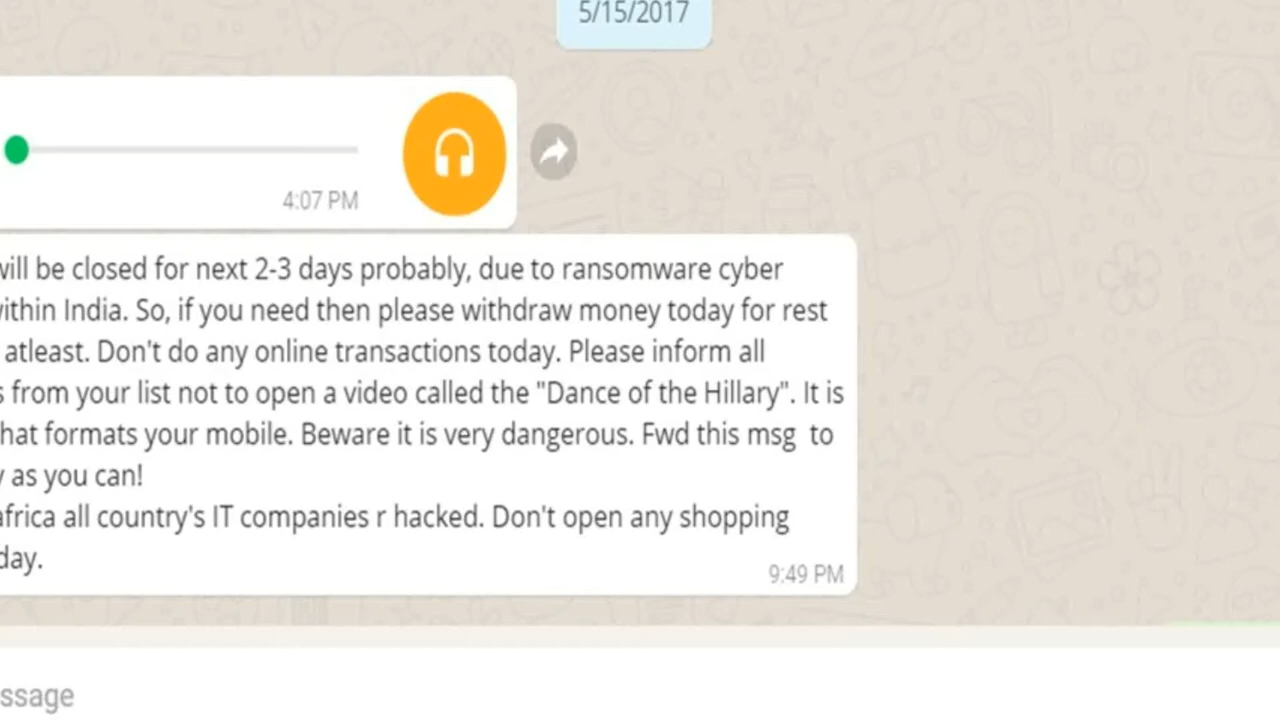 5/15/2017
4:07 PM
will be closed for next 2-3 days probably, due to ransomware cyber
within India. So, if you need then please withdraw money today for rest
atleast. Don't do any online transactions today. Please inform all
s from your list not to open a video called the "Dance of the Hillary". It is
hat formats your mobile. Beware it is very dangerous. Fwd this msg to
y as you can!
africa all country's IT companies r hacked. Don't open any shopping
day.
9:49 PM
ssage